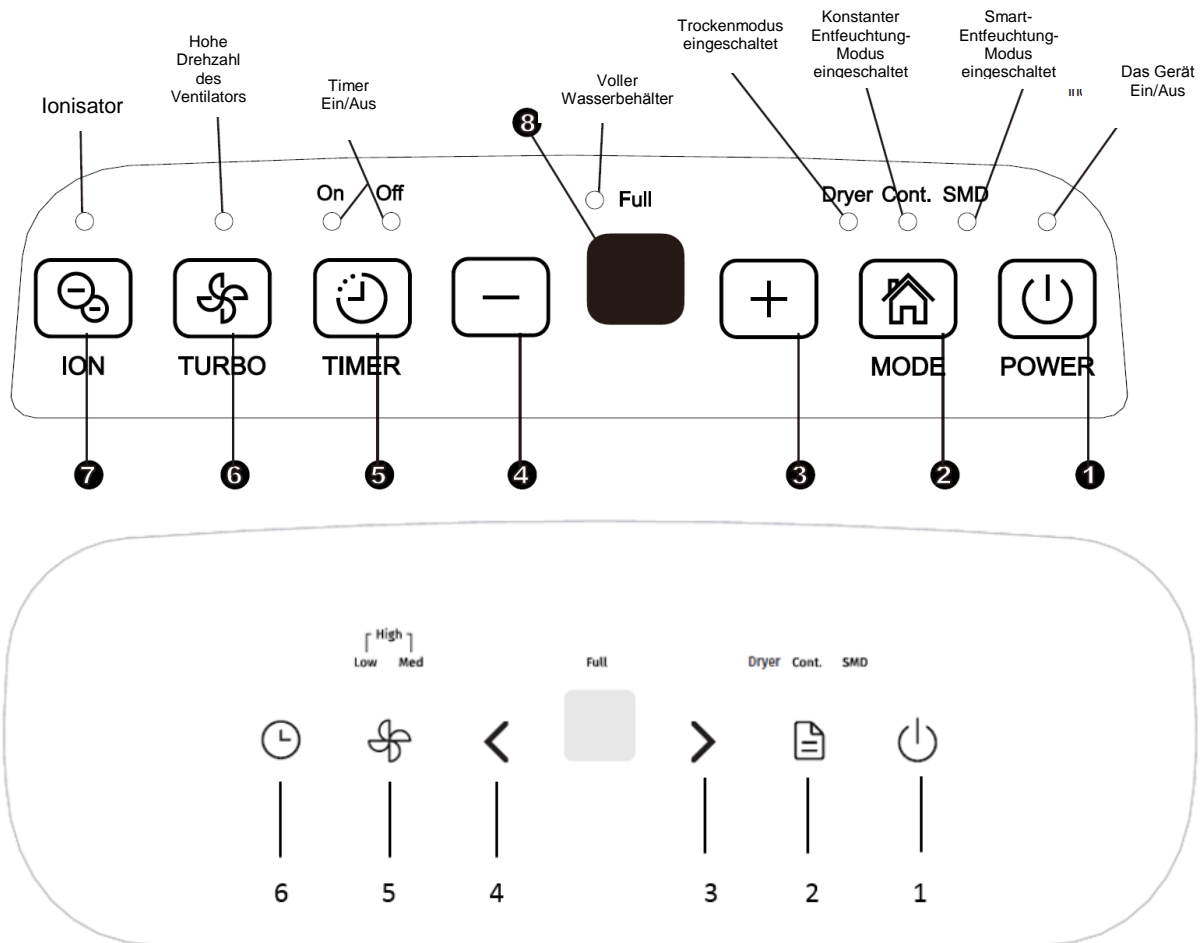 Ionisator
Hohe
Drehzahl
des
Ventilators
Timer
Ein/Aus
Voller
Wasserbehälter
Trockenmodus
eingeschaltet
Konstanter
Entfeuchtung-
Modus
eingeschaltet
Smart-
Entfeuchtung-
Modus
eingeschaltet
Das Gerät
Ein/Aus
8
On Off
Full
Dryer Cont. SMD
ION
TURBO
TIMER
MODE
POWER
7 6 5 4 3 2 1
High
Low Med
Full
Dryer Cont. SMD
6 5 4 3 2 1